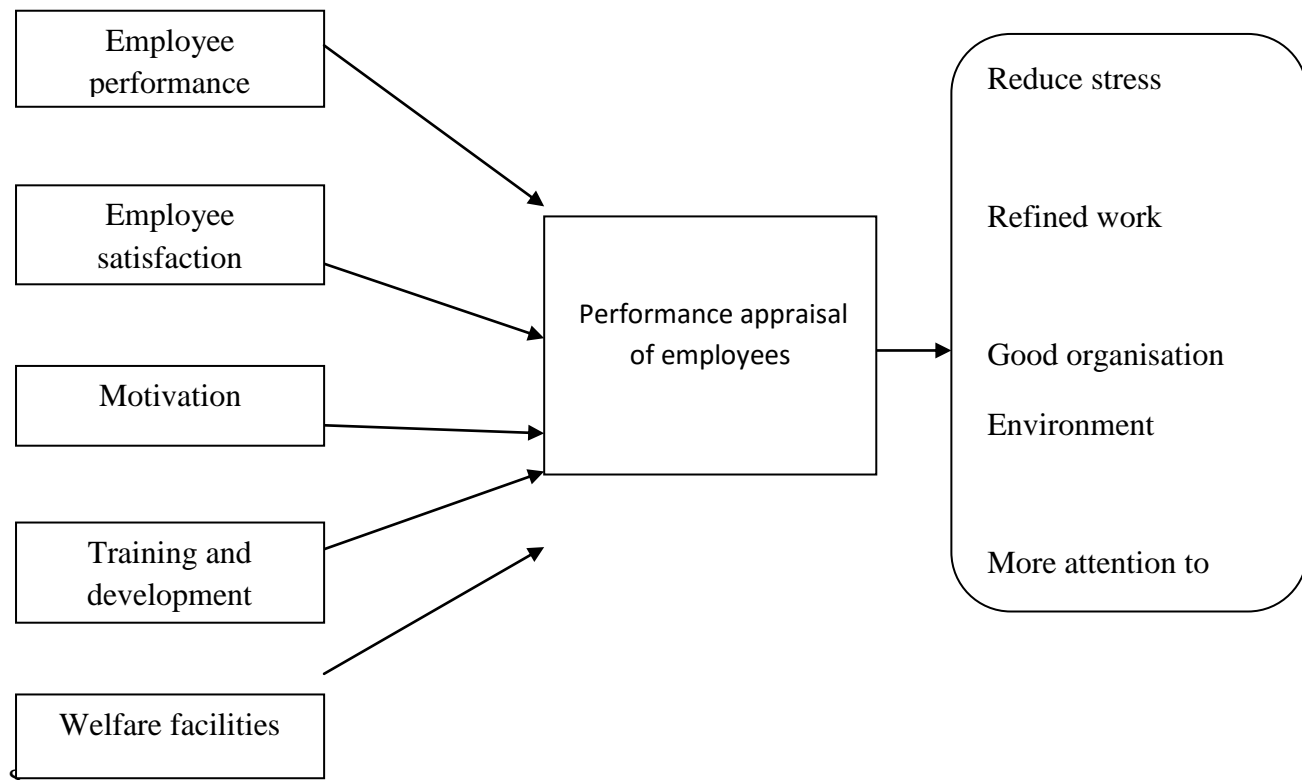 Employee
performance
Employee
satisfaction
Motivation
Training and
development
Welfare facilities
Performance appraisal
of employees
Reduce stress
Refined work
Good organisation
Environment
More attention to